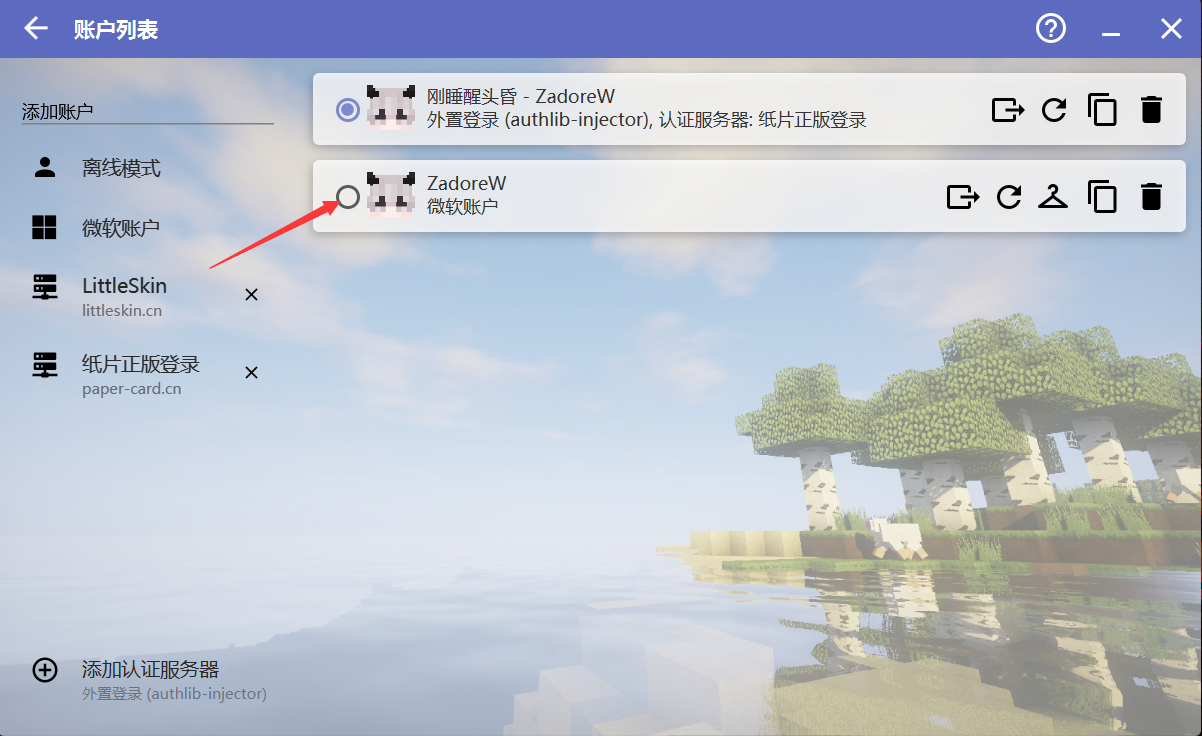 账户列表
添加账户
离线模式
微软账户
LittleSkin
littleskin.cn
纸片正版登录
paper-card.cn
添加认证服务器
外置登录 (authlib-injector)
刚睡醒头昏 - ZadoreW
外置登录 (authlib-injector), 认证服务器: 纸片正版登录
ZadoreW
微软账户